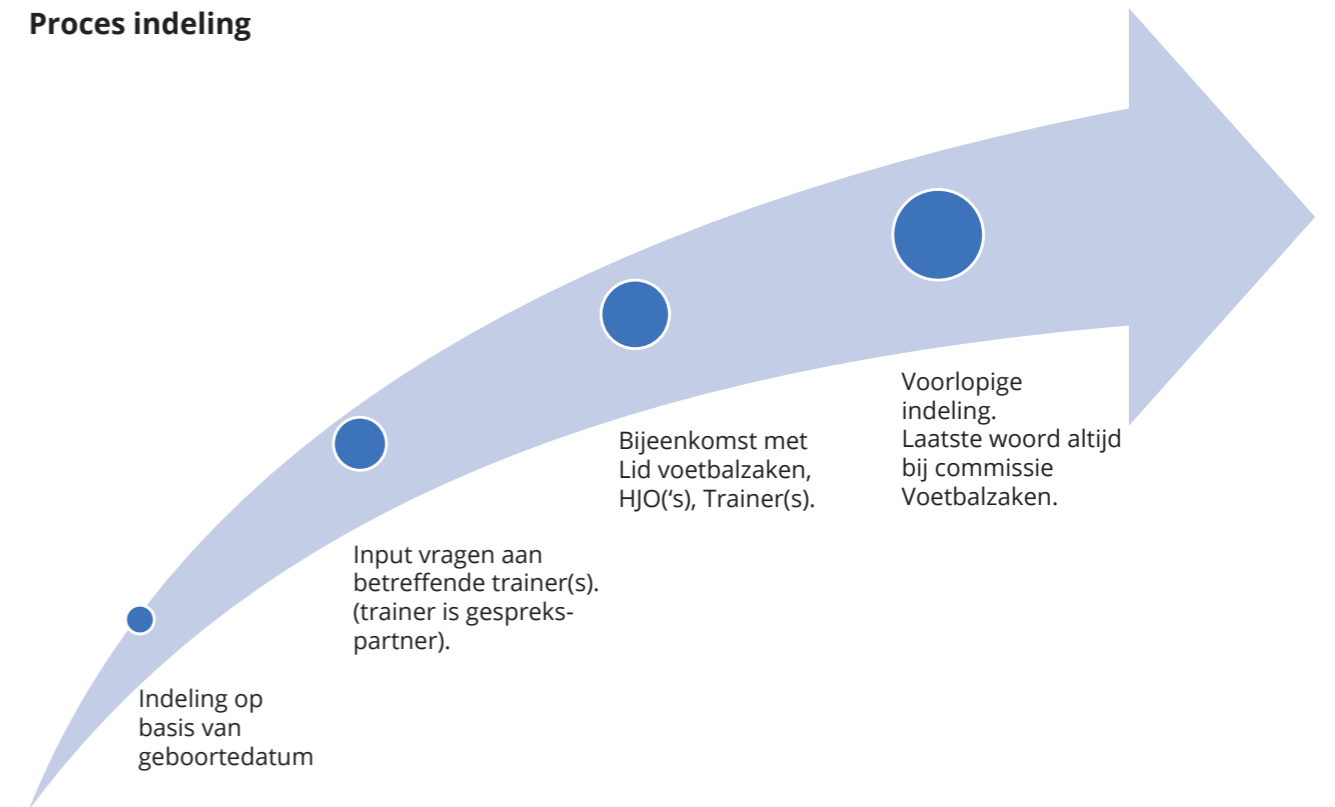 Proces indeling
Indeling op
basis van
geboortedatum
Input vragen aan
betreffende trainer(s).
(trainer is gespreks-
partner).
Bijeenkomst met
Lid voetbalzaken,
HJO(‘s), Trainer(s).
Voorlopige
indeling.
Laatste woord altijd
bij commissie
Voetbalzaken.